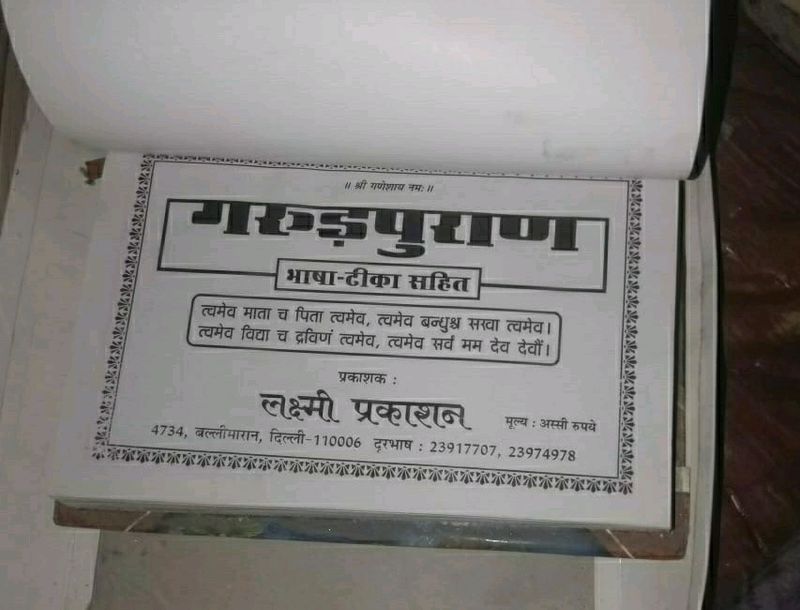 ॥ श्री गणेशाय नमः ॥
गरुड़पुराण
भाषा-टीका सहित
त्वमेव माता च पिता त्वमेव, त्वमेव बन्धुश्च सखा त्वमेव।
त्वमेव विद्या च द्रविणं त्वमेव, त्वमेव सर्वं मम देव देवौं।
प्रकाशक :
लक्ष्मी प्रकाशन
मूल्य : अस्सी रुपये
4734, बल्लीमारान, दिल्ली-110006 दूरभाष : 23917707, 23974978